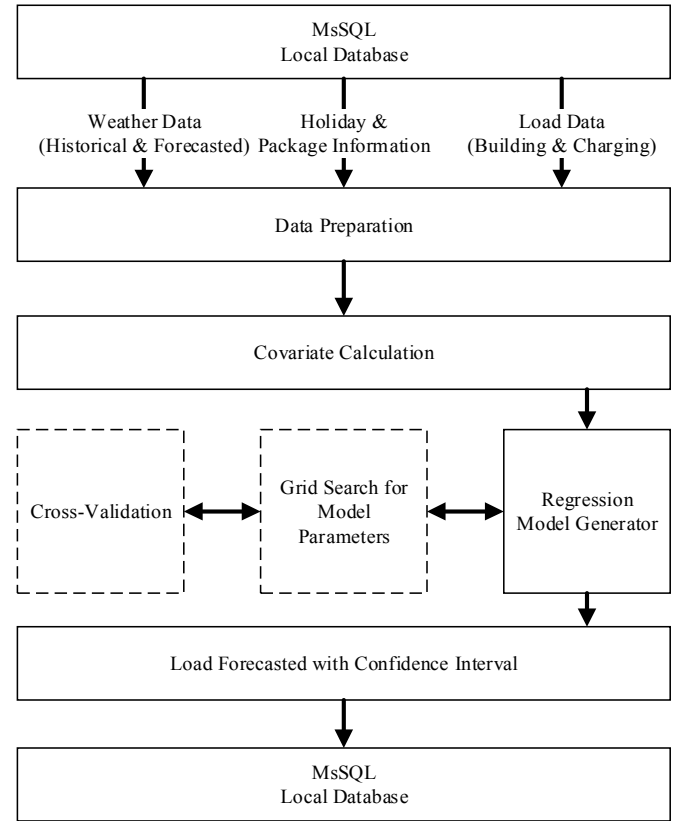 MsSQL
Local Database
Weather Data
(Historical & Forecasted)
Holiday &
Package Information
Load Data
(Building & Charging)
Data Preparation
Covariate Calculation
Cross-Validation
Grid Search for
Model
Parameters
Regression
Model Generator
Load Forecasted with Confidence Interval
MsSQL
Local Database